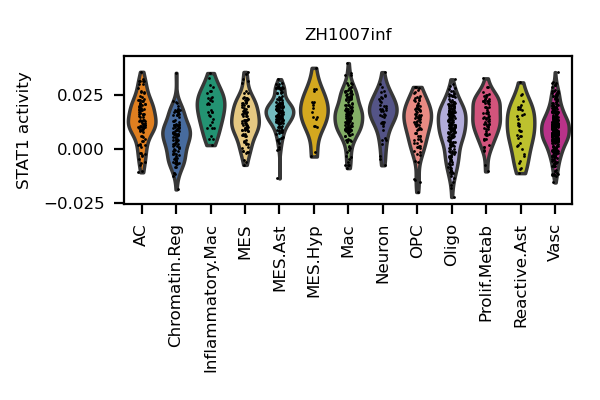 ZH1007inf
STAT1 activity
0.025
0.000
−0.025
AC
Chromatin.Reg
Inflammatory.Mac
MES
MES.Ast
MES.Hyp
Mac
Neuron
OPC
Oligo
Prolif.Metab
Reactive.Ast
Vasc